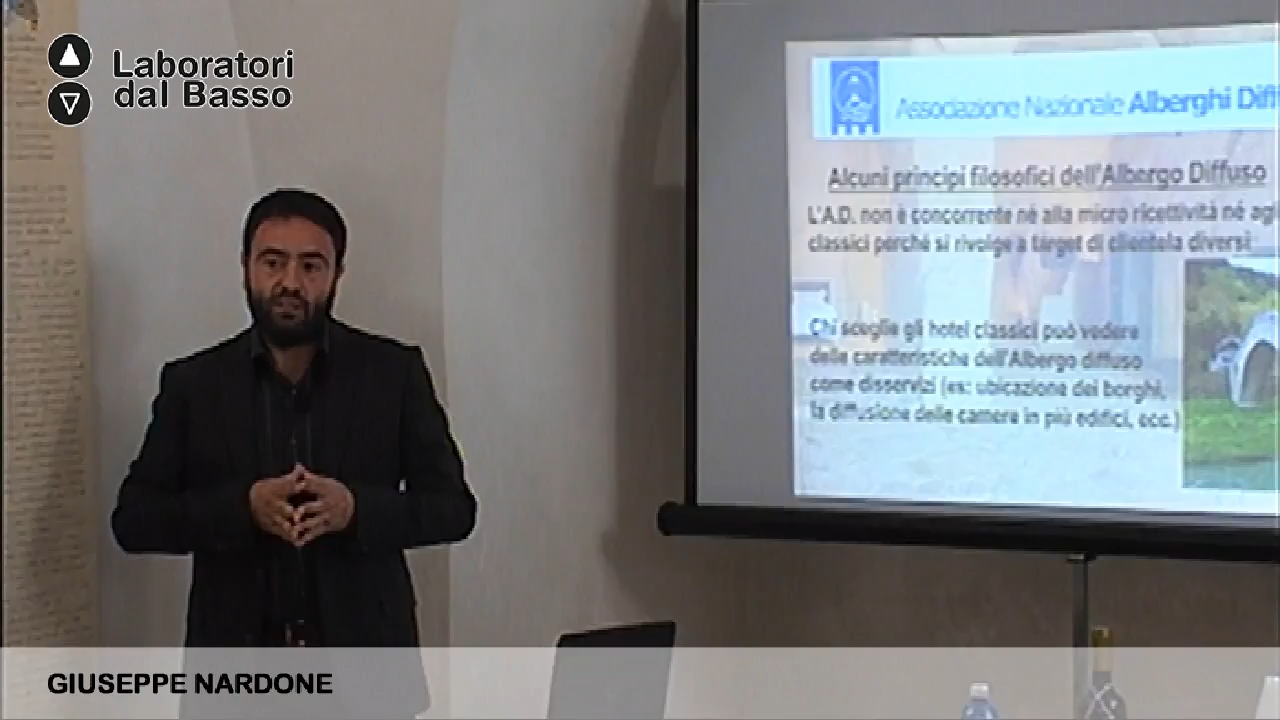 Laboratori
dal Basso
Associazione Nazionale Alberghi Diff
Alcuni principi filosofici dell'Albergo Diffuso
L'A.D. non è concorrente né alla micro ricettività né agl
classici perché si rivolge a target di clientela diversi
Chi sceglie gli hotel classici può vedere
delle caratteristiche dell'Albergo diffuso
come disservizi (es: ubicazione dei borghi,
la diffusione delle camere in più edifici, ecc.)
GIUSEPPE NARDONE